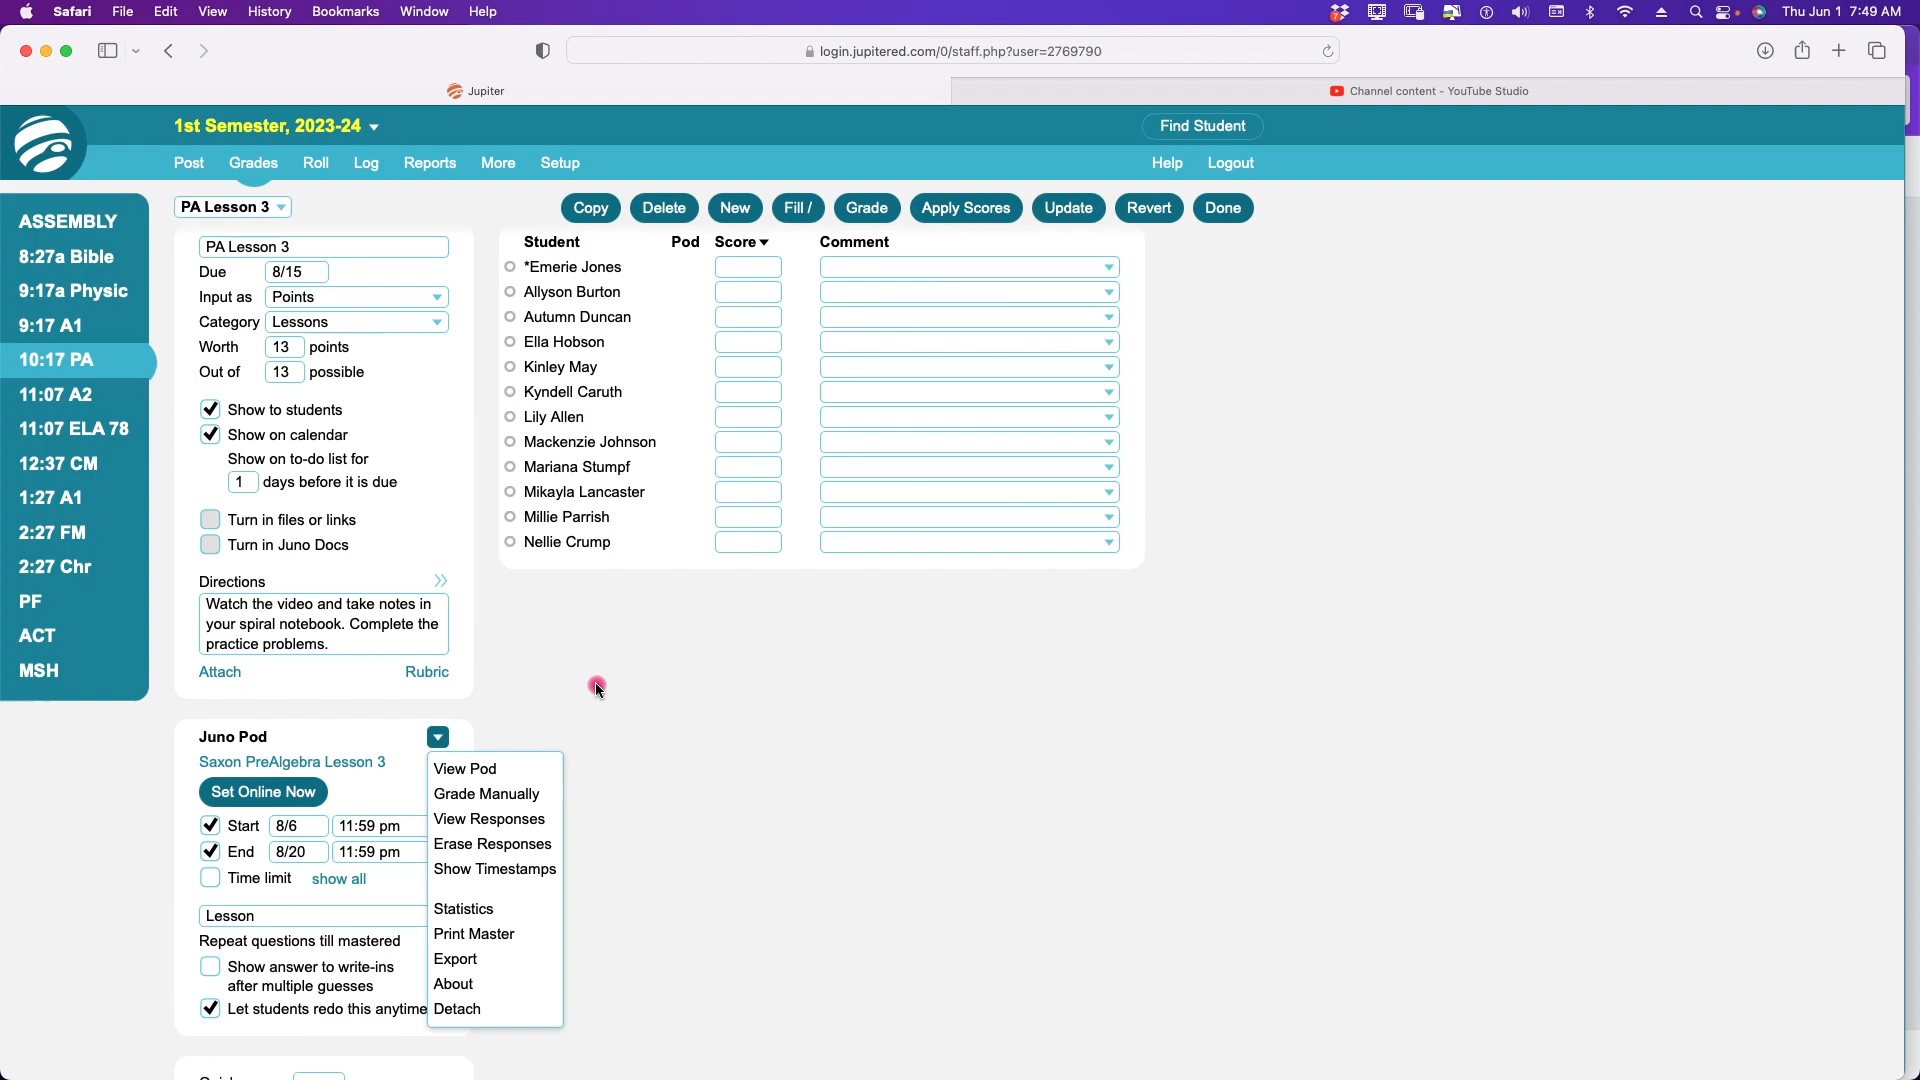 Safari File Edit View History Bookmarks Window Help Thu Jun 1 7:49 AM
login.jupitered.com/0/staff.php?user=2769790
Jupiter
Channel content - YouTube Studio
1st Semester, 2023-24
Find Student
Post Grades Roll Log Reports More Setup Help Logout
ASSEMBLY
8:27a Bible
9:17a Physic
9:17 A1
10:17 PA
11:07 A2
11:07 ELA 78
12:37 CM
1:27 A1
2:27 FM
2:27 Chr
PF
ACT
MSH
PA Lesson 3
Copy Delete New Fill / Grade Apply Scores Update Revert Done
PA Lesson 3
Due 8/15
Input as Points
Category Lessons
Worth 13 points
Out of 13 possible
Show to students
Show on calendar
Show on to-do list for
1 days before it is due
Turn in files or links
Turn in Juno Docs
Directions
Watch the video and take notes in
your spiral notebook. Complete the
practice problems.
Attach Rubric
Student Pod Score Comment
*Emerie Jones
Allyson Burton
Autumn Duncan
Ella Hobson
Kinley May
Kyndell Caruth
Lily Allen
Mackenzie Johnson
Mariana Stumpf
Mikayla Lancaster
Millie Parrish
Nellie Crump
Juno Pod
Saxon PreAlgebra Lesson 3
Set Online Now
Start 8/6 11:59 pm
End 8/20 11:59 pm
Time limit show all
Lesson
Repeat questions till mastered
Show answer to write-ins
after multiple guesses
Let students redo this anytime
View Pod
Grade Manually
View Responses
Erase Responses
Show Timestamps
Statistics
Print Master
Export
About
Detach